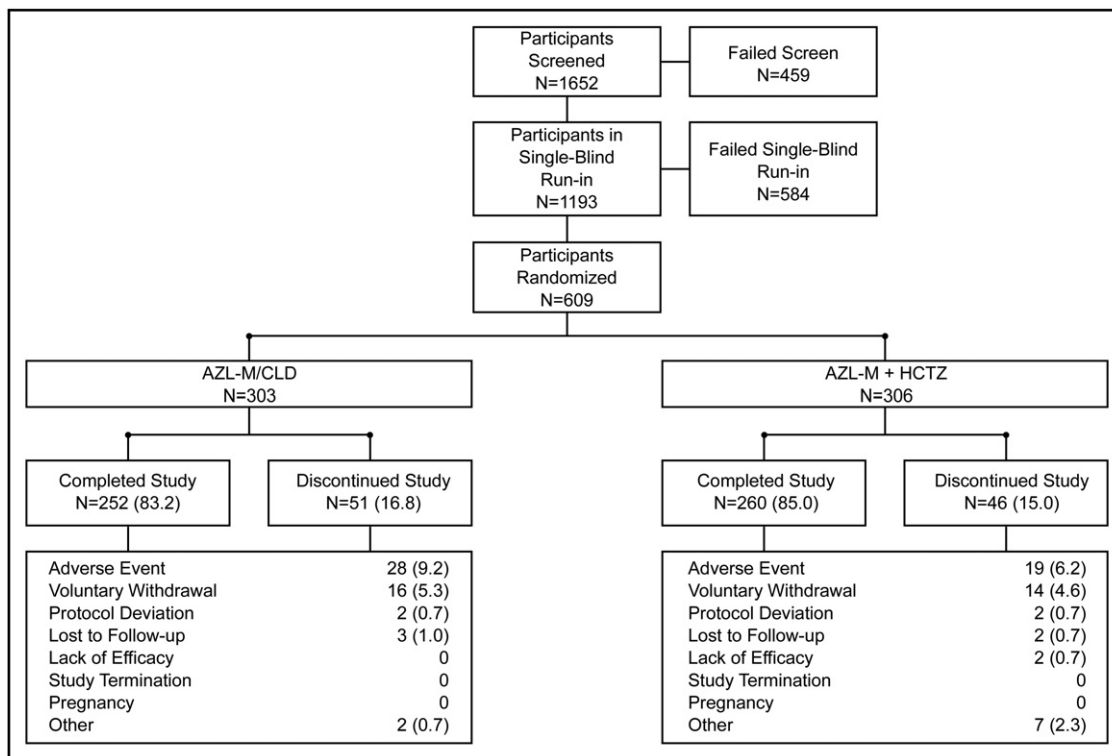 Participants
Screened
N=1652
Failed Screen
N=459
Participants in
Single-Blind
Run-in
N=1193
Failed Single-Blind
Run-in
N=584
Participants
Randomized
N=609
AZL-M/CLD
N=303
AZL-M + HCTZ
N=306
Completed Study
N=252 (83.2)
Discontinued Study
N=51 (16.8)
Completed Study
N=260 (85.0)
Discontinued Study
N=46 (15.0)
Adverse Event 28 (9.2)
Voluntary Withdrawal 16 (5.3)
Protocol Deviation 2 (0.7)
Lost to Follow-up 3 (1.0)
Lack of Efficacy 0
Study Termination 0
Pregnancy 0
Other 2 (0.7)
Adverse Event 19 (6.2)
Voluntary Withdrawal 14 (4.6)
Protocol Deviation 2 (0.7)
Lost to Follow-up 2 (0.7)
Lack of Efficacy 2 (0.7)
Study Termination 0
Pregnancy 0
Other 7 (2.3)